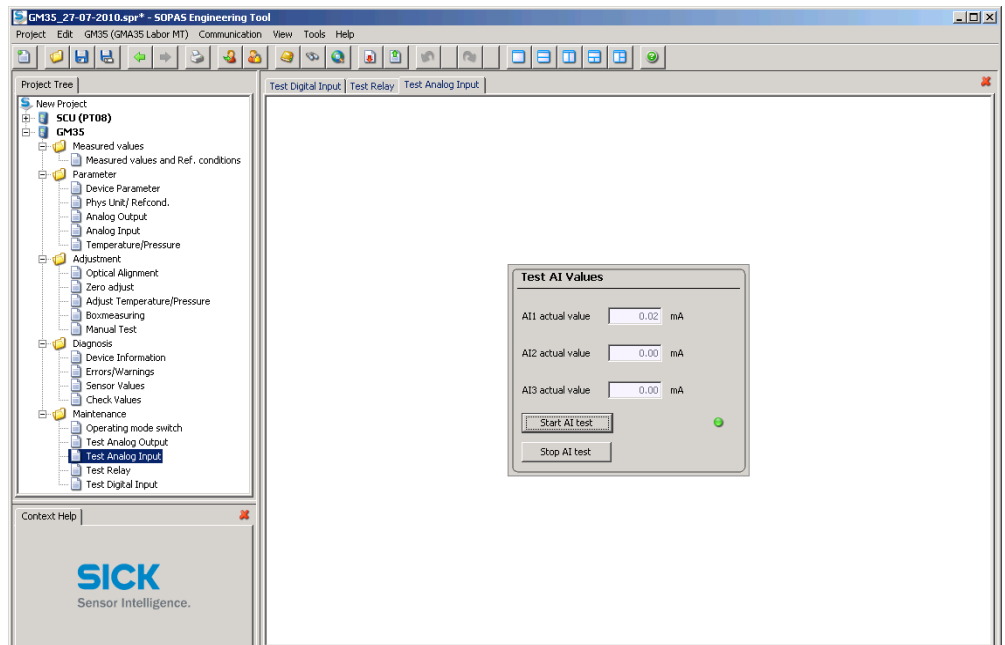 GM35_27-07-2010.spr* - SOPAS Engineering Tool
Project Edit GM35 (GMA35 Labor MT) Communication View Tools Help
Project Tree
New Project
SCU (PT08)
GM35
Measured values
Measured values and Ref. conditions
Parameter
Device Parameter
Phys Unit/ Refcond.
Analog Output
Analog Input
Temperature/Pressure
Adjustment
Optical Alignment
Zero adjust
Adjust Temperature/Pressure
Boxmeasuring
Manual Test
Diagnosis
Device Information
Errors/Warnings
Sensor Values
Check Values
Maintenance
Operating mode switch
Test Analog Output
Test Analog Input
Test Relay
Test Digital Input
Context Help
SICK
Sensor Intelligence.
Test Digital Input Test Relay Test Analog Input
Test AI Values
AI1 actual value 0.02 mA
AI2 actual value 0.00 mA
AI3 actual value 0.00 mA
Start AI test
Stop AI test